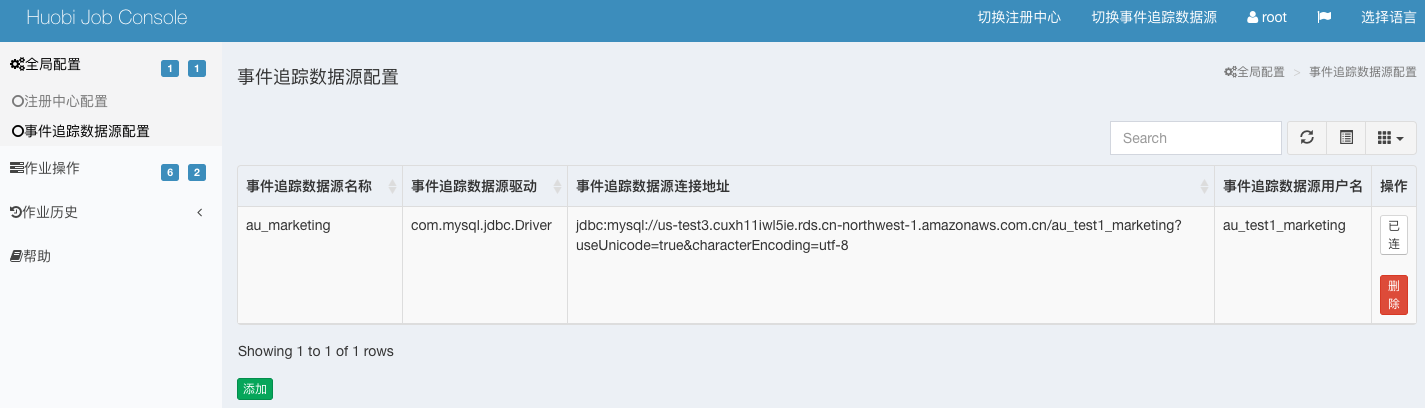 Huobi Job Console
切换注册中心 切换事件追踪数据源 root 选择语言
全局配置 1 1
注册中心配置
事件追踪数据源配置
作业操作 6 2
作业历史
帮助
事件追踪数据源配置
全局配置 > 事件追踪数据源配置
Search
事件追踪数据源名称 事件追踪数据源驱动 事件追踪数据源连接地址 事件追踪数据源用户名 操作
au_marketing com.mysql.jdbc.Driver jdbc:mysql://us-test3.cuxh11iwl5ie.rds.cn-northwest-1.amazonaws.com.cn/au_test1_marketing? au_test1_marketing 已
useUnicode=true&characterEncoding=utf-8 连
删
除
Showing 1 to 1 of 1 rows
添加